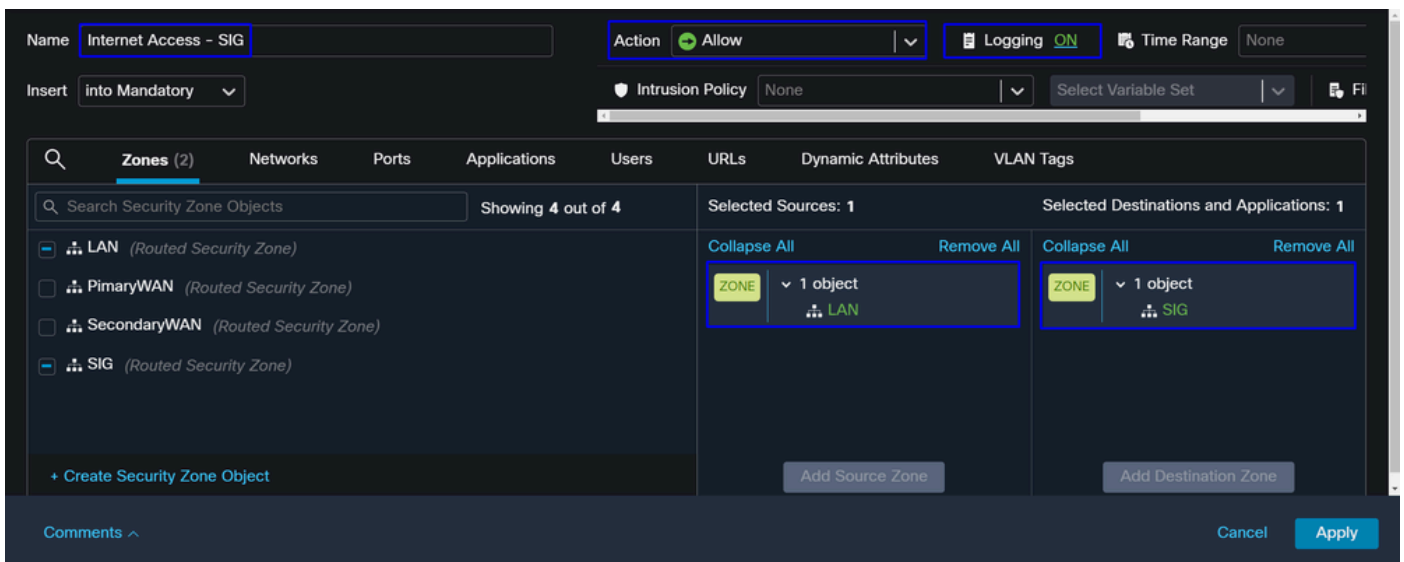 Name Internet Access - SIG Action Allow Logging ON Time Range None
Insert into Mandatory Intrusion Policy None Select Variable Set Fi
Zones (2) Networks Ports Applications Users URLs Dynamic Attributes VLAN Tags
Search Security Zone Objects Showing 4 out of 4 Selected Sources: 1 Selected Destinations and Applications: 1
LAN (Routed Security Zone) Collapse All Remove All Collapse All Remove All
PimaryWAN (Routed Security Zone) ZONE 1 object ZONE 1 object
LAN SIG
SecondaryWAN (Routed Security Zone)
SIG (Routed Security Zone)
+ Create Security Zone Object Add Source Zone Add Destination Zone
Comments Cancel Apply